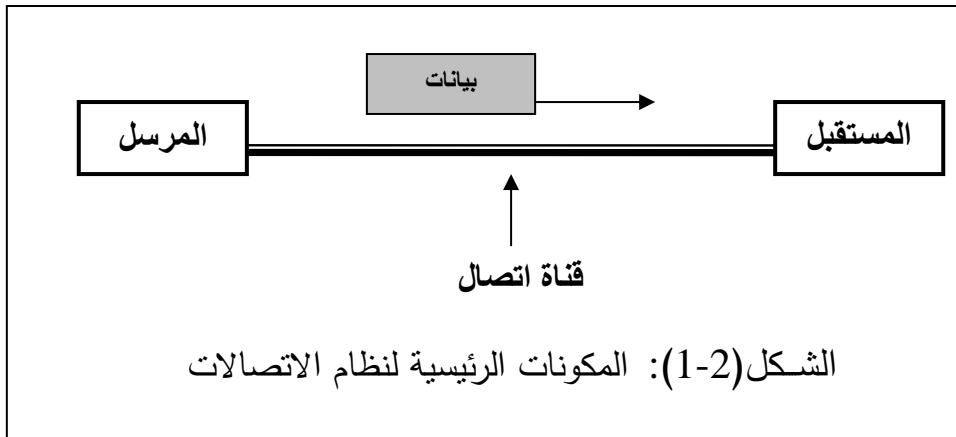 بيانات
المستقبل
المرسل
قناة اتصال
الشكل(2-1): المكونات الرئيسية لنظام الاتصالات